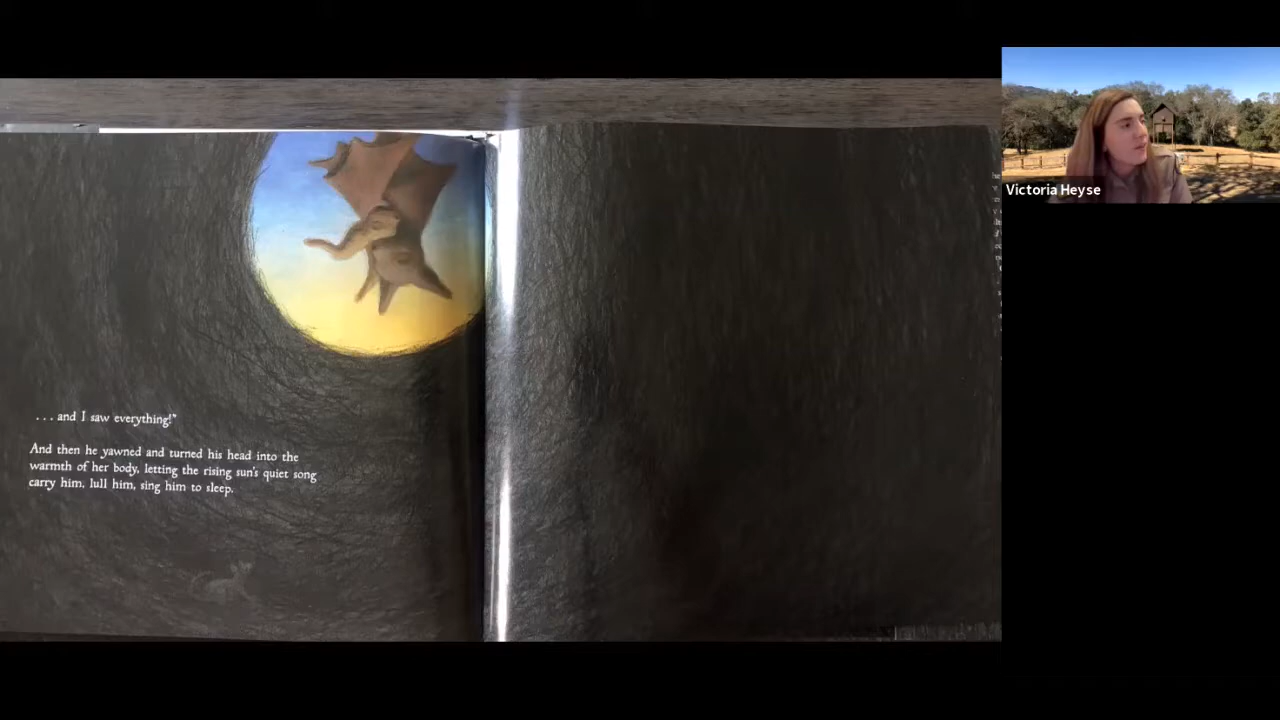 . . . and I saw everything!"
And then he yawned and turned his head into the
warmth of her body, letting the rising sun's quiet song
carry him, lull him, sing him to sleep.
Victoria Heyse